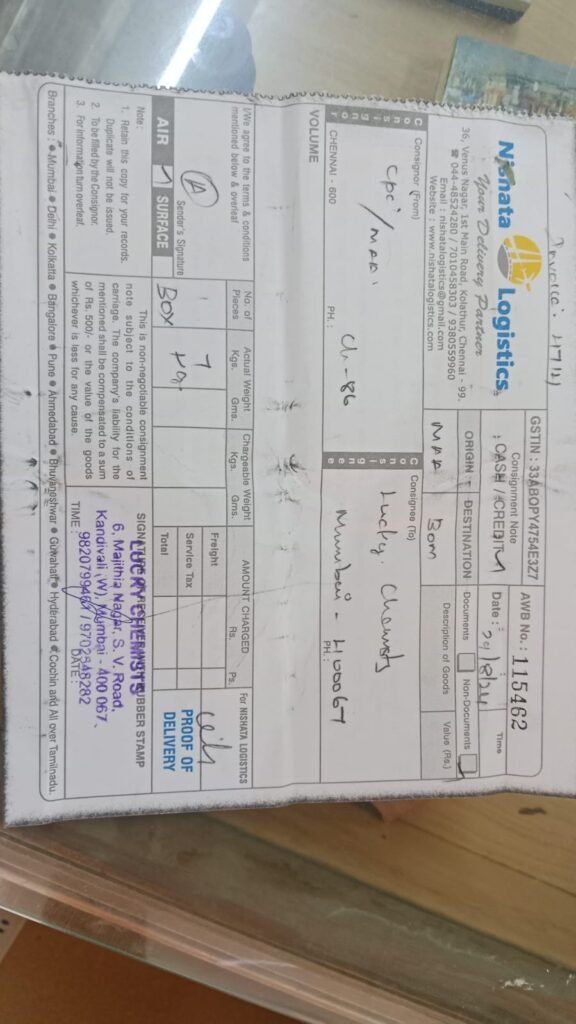 Invoice: 4714
Nishata Logistics
Your Delivery Partner
36, Venus Nagar, 1st Main Road, Kolathur, Chennai - 99.
☎ 044-48524280 / 7010458303 / 9380559960
Email : nishatalogistics@gmail.com
Website : www.nishatalogistics.com
GSTIN : 33ABOPY4754E3Z7
Consignment Note
CASH / CREDIT
AWB No. : 115462
Date :
Time
ORIGIN
DESTINATION
MAA
Bom
Documents
Non-Documents
Description of Goods
Value (Rs.)
Consignor
Consignor (From)
CPC/MAA.
Ch-86
CHENNAI - 600
PH.:
Consignee
Consignee (To)
Lucky. Chemists
Mumbai - 400067
PH.:
VOLUME
I/We agree to the terms & conditions
mentioned below & overleaf
Sender's Signature
AIR
SURFACE
No. of
Pieces
1
BOX
Actual Weight
Kgs. Gms.
7
Kg.
Chargeable Weight
Kgs. Gms.
AMOUNT CHARGED
Rs. Ps.
Freight
Service Tax
Total
For NISHATA LOGISTICS
PROOF OF
DELIVERY
Note :
1. Retain this copy for your records.
Duplicate will not be issued.
2. To be filled by the Consignor.
3. For information turn overleaf.
This is non-negotiable consignment
note subject to the conditions of
carriage. The company's liability for the
mentioned shall be compensated to a sum
of Rs. 500/- or the value of the goods
whichever is less for any cause.
SIGNATURE RUBBER STAMP
LUCKY CHEMISTS
6, Majithia Nagar, S. V. Road,
Kandivali (W), Mumbai - 400 067.
9702848282
TIME :
DATE :
Branches : ● Mumbai ● Delhi ● Kolkatta ● Bangalore ● Pune ● Ahmedabad ● Bhuvaneshwar ● Guwahati ● Hyderabad ● Cochin and All over Tamilnadu.